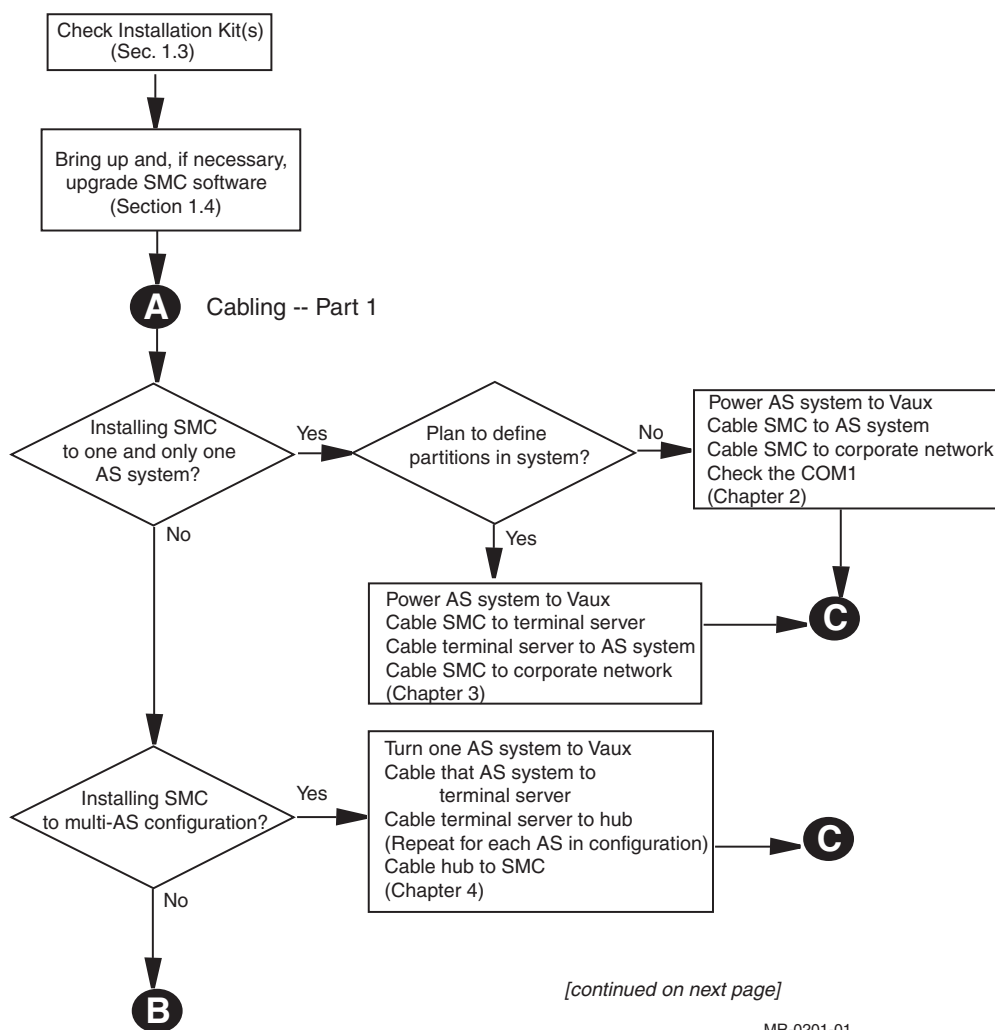 Check Installation Kit(s)
(Sec. 1.3)
Bring up and, if necessary,
upgrade SMC software
(Section 1.4)
A
Cabling -- Part 1
Installing SMC
to one and only one
AS system?
Yes
No
Plan to define
partitions in system?
No
Yes
Power AS system to Vaux
Cable SMC to AS system
Cable SMC to corporate network
Check the COM1
(Chapter 2)
Power AS system to Vaux
Cable SMC to terminal server
Cable terminal server to AS system
Cable SMC to corporate network
(Chapter 3)
C
Installing SMC
to multi-AS configuration?
Yes
No
Turn one AS system to Vaux
Cable that AS system to
terminal server
Cable terminal server to hub
(Repeat for each AS in configuration)
Cable hub to SMC
(Chapter 4)
C
B
[continued on next page]
MR-0201-01